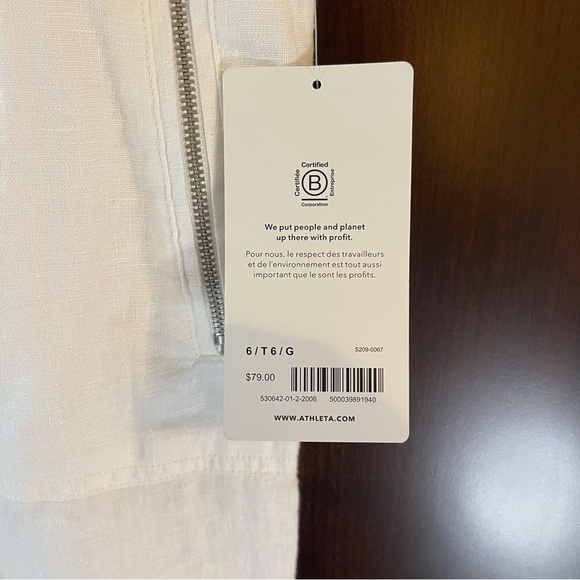 Certified
Certifiée
B
Entreprise
Corporation
We put people and planet
up there with profit.
Pour nous, le respect des travailleurs
et de l'environnement est tout aussi
important que le sont les profits.
6 / T 6 / G S209-0067
$79.00
530642-01-2-2006 500039891940
WWW.ATHLETA.COM